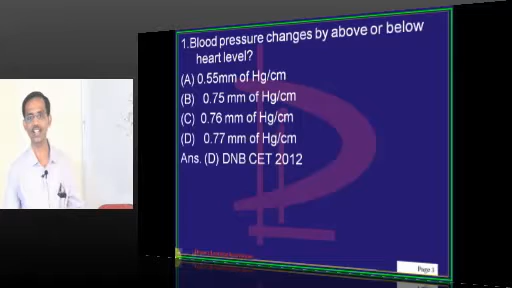 1.Blood pressure changes by above or below
heart level?
(A) 0.55mm of Hg/cm
(B) 0.75 mm of Hg/cm
(C) 0.76 mm of Hg/cm
(D) 0.77 mm of Hg/cm
Ans. (D) DNB CET 2012
Page 3